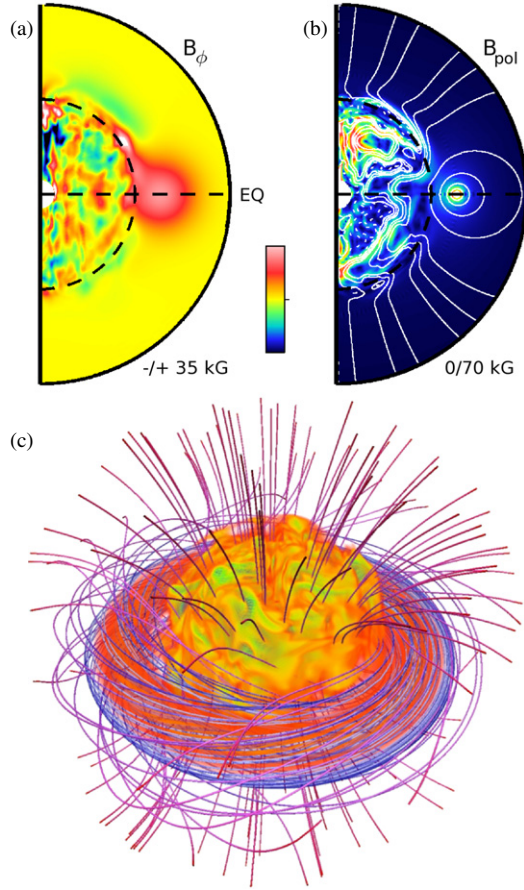 (a)
B_ϕ
EQ
-/+ 35 kG
(b)
B_pol
0/70 kG
(c)